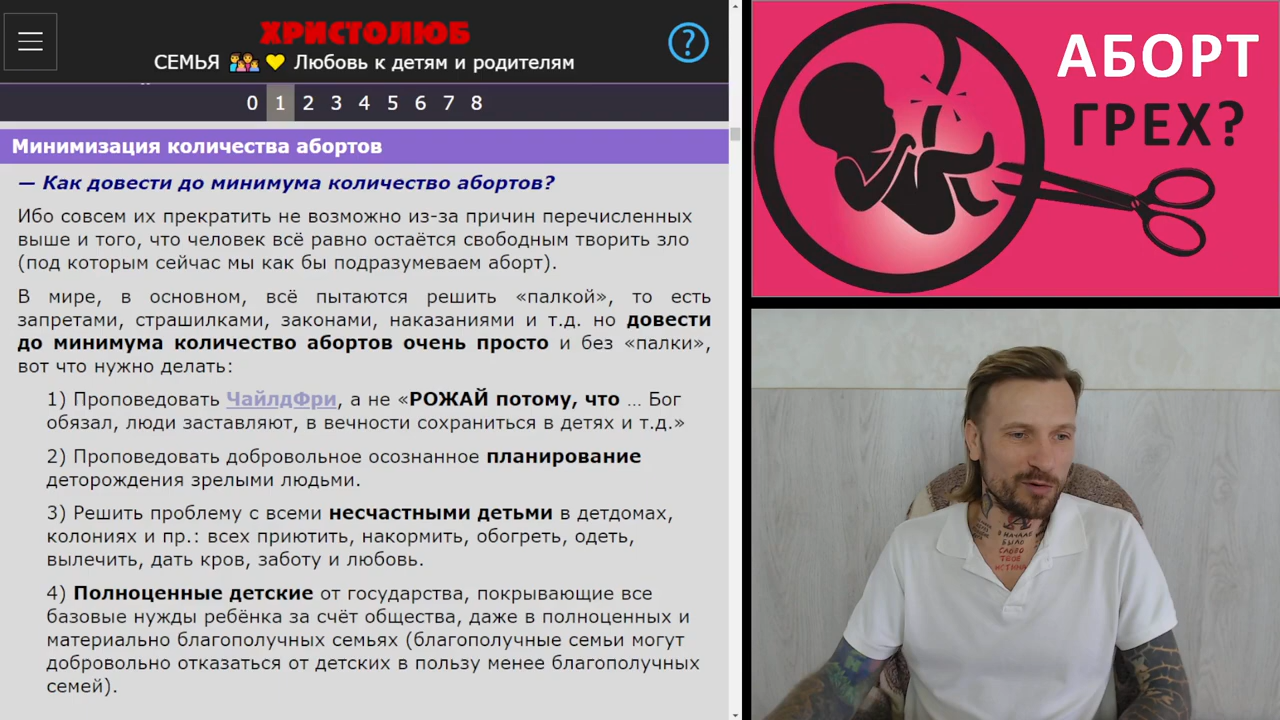 ХРИСТОЛЮБ
СЕМЬЯ 👨‍👩‍👧 💛 Любовь к детям и родителям
0 1 2 3 4 5 6 7 8
Минимизация количества абортов
— Как довести до минимума количество абортов?
Ибо совсем их прекратить не возможно из-за причин перечисленных
выше и того, что человек всё равно остаётся свободным творить зло
(под которым сейчас мы как бы подразумеваем аборт).
В мире, в основном, всё пытаются решить «палкой», то есть
запретами, страшилками, законами, наказаниями и т.д. но довести
до минимума количество абортов очень просто и без «палки»,
вот что нужно делать:
1) Проповедовать ЧайлдФри, а не «РОЖАЙ потому, что ... Бог
обязал, люди заставляют, в вечности сохраниться в детях и т.д.»
2) Проповедовать добровольное осознанное планирование
деторождения зрелыми людьми.
3) Решить проблему с всеми несчастными детьми в детдомах,
колониях и пр.: всех приютить, накормить, обогреть, одеть,
вылечить, дать кров, заботу и любовь.
4) Полноценные детские от государства, покрывающие все
базовые нужды ребёнка за счёт общества, даже в полноценных и
материально благополучных семьях (благополучные семьи могут
добровольно отказаться от детских в пользу менее благополучных
семей).
АБОРТ
ГРЕХ?
В НАЧАЛЕ
БЫЛО
СЛОВО
ТВОЕ
ИСТИНА